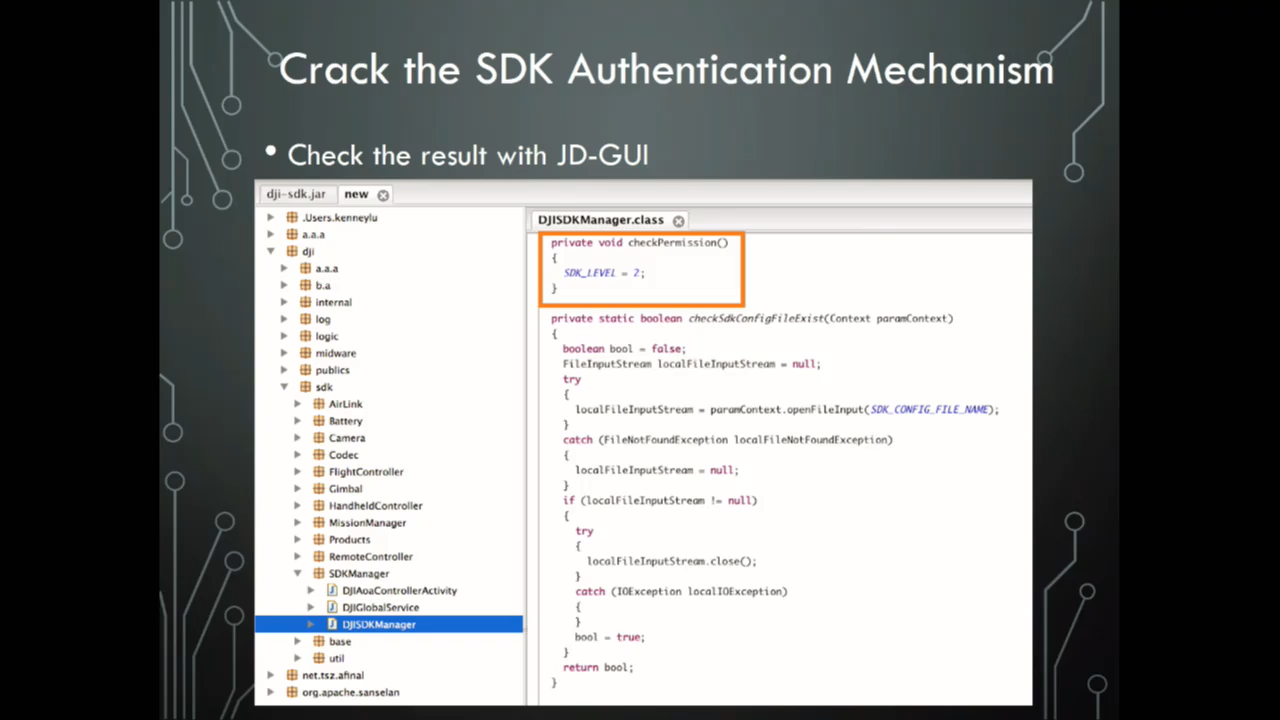 Crack the SDK Authentication Mechanism
• Check the result with JD-GUI
dji-sdk.jar new
.Users.kenneylu
a.a.a
dji
a.a.a
b.a
internal
log
logic
midware
publics
sdk
AirLink
Battery
Camera
Codec
FlightController
Gimbal
HandheldController
MissionManager
Products
RemoteController
SDKManager
DJIAoaControllerActivity
DJIGlobalService
DJISDKManager
base
util
net.tsz.afinal
org.apache.sanselan
DJISDKManager.class
private void checkPermission()
{
SDK_LEVEL = 2;
}
private static boolean checkSdkConfigFileExist(Context paramContext)
{
boolean bool = false;
FileInputStream localFileInputStream = null;
try
{
localFileInputStream = paramContext.openFileInput(SDK_CONFIG_FILE_NAME);
}
catch (FileNotFoundException localFileNotFoundException)
{
localFileInputStream = null;
}
if (localFileInputStream != null)
{
try
{
localFileInputStream.close();
}
catch (IOException localIOException)
{
}
bool = true;
}
return bool;
}